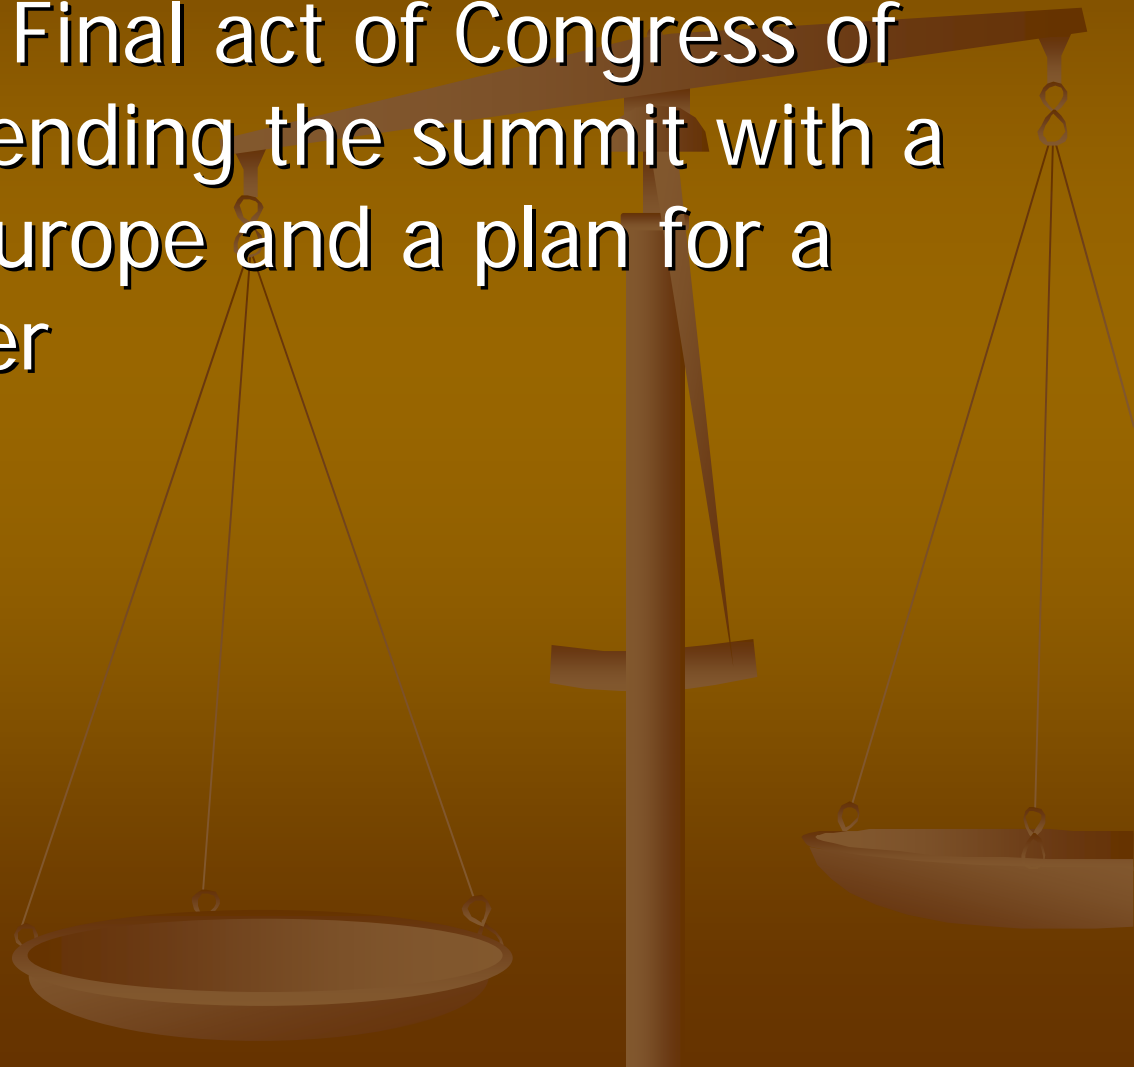 Final act of Congress of
ending the summit with a
urope and a plan for a
er